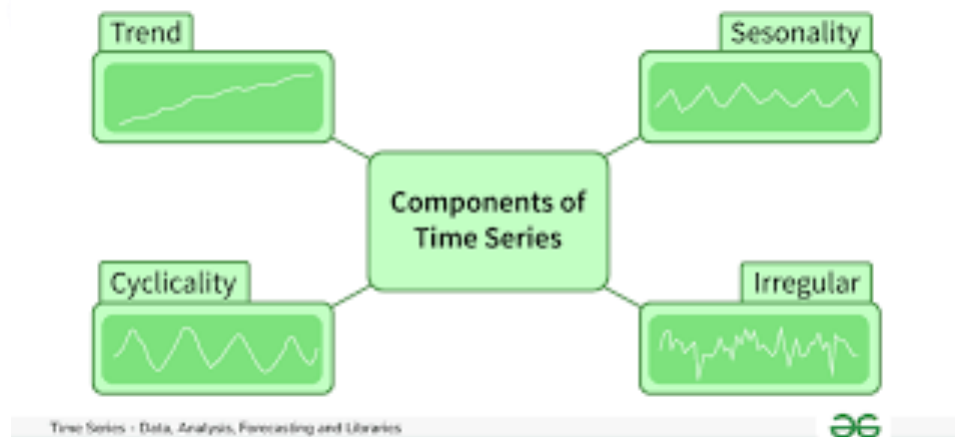 Trend
Sesonality
Components of
Time Series
Cyclicality
Irregular
Time Series - Data, Analysis, Forecasting and Libraries